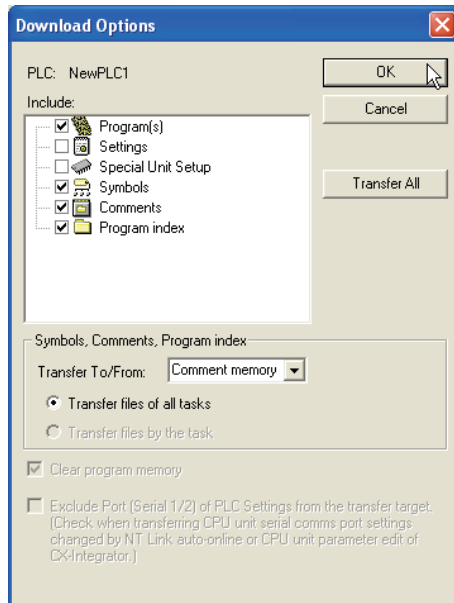 Download Options
PLC: NewPLC1
OK
Include:
Cancel
Program(s)
Settings
Special Unit Setup
Transfer All
Symbols
Comments
Program index
Symbols, Comments, Program index
Transfer To/From: Comment memory
Transfer files of all tasks
Transfer files by the task
Clear program memory
Exclude Port (Serial 1/2) of PLC Settings from the transfer target.
(Check when transferring CPU unit serial comms port settings
changed by NT Link auto-online or CPU unit parameter edit of
CX-Integrator.)